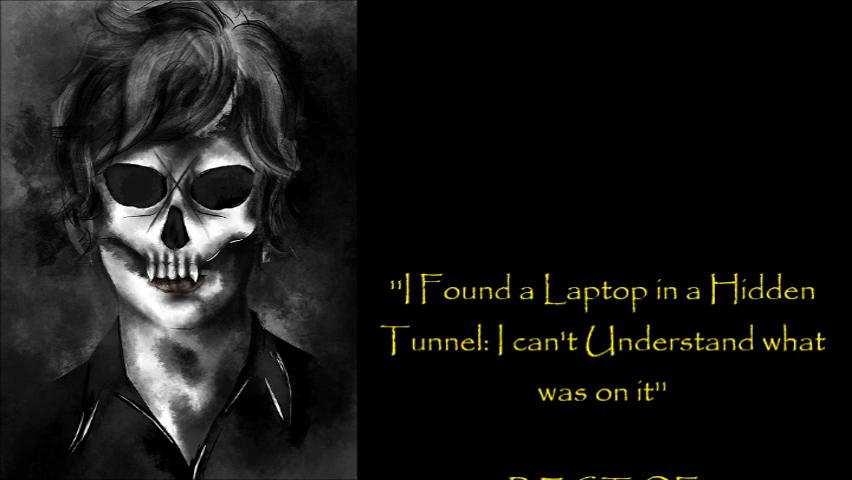 "I Found a Laptop in a Hidden
Tunnel: I can't Understand what
was on it"